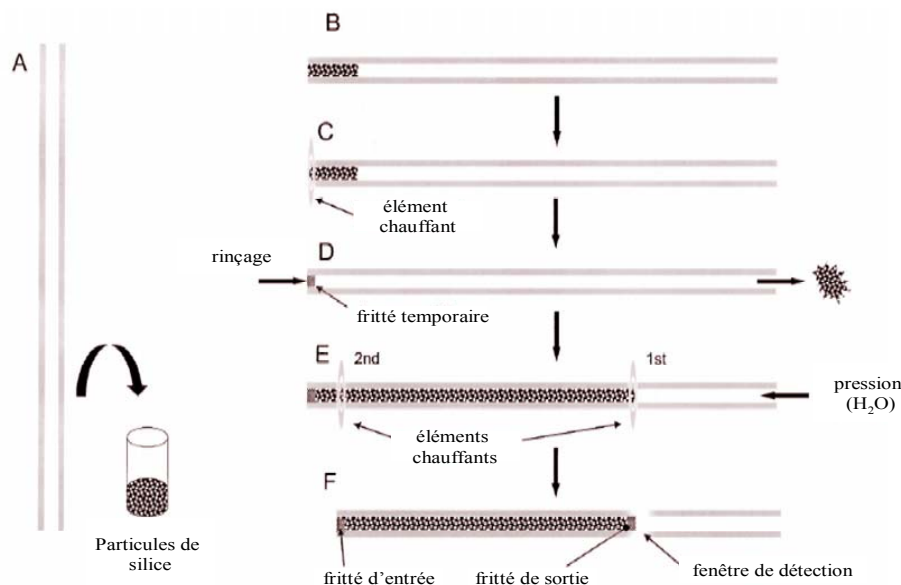 A
B
C
élément
chauffant
D
rinçage
fritté temporaire
E
2nd
1st
pression
(H₂O)
éléments
chauffants
F
Particules de
silice
fritté d'entrée
fritté de sortie
fenêtre de détection